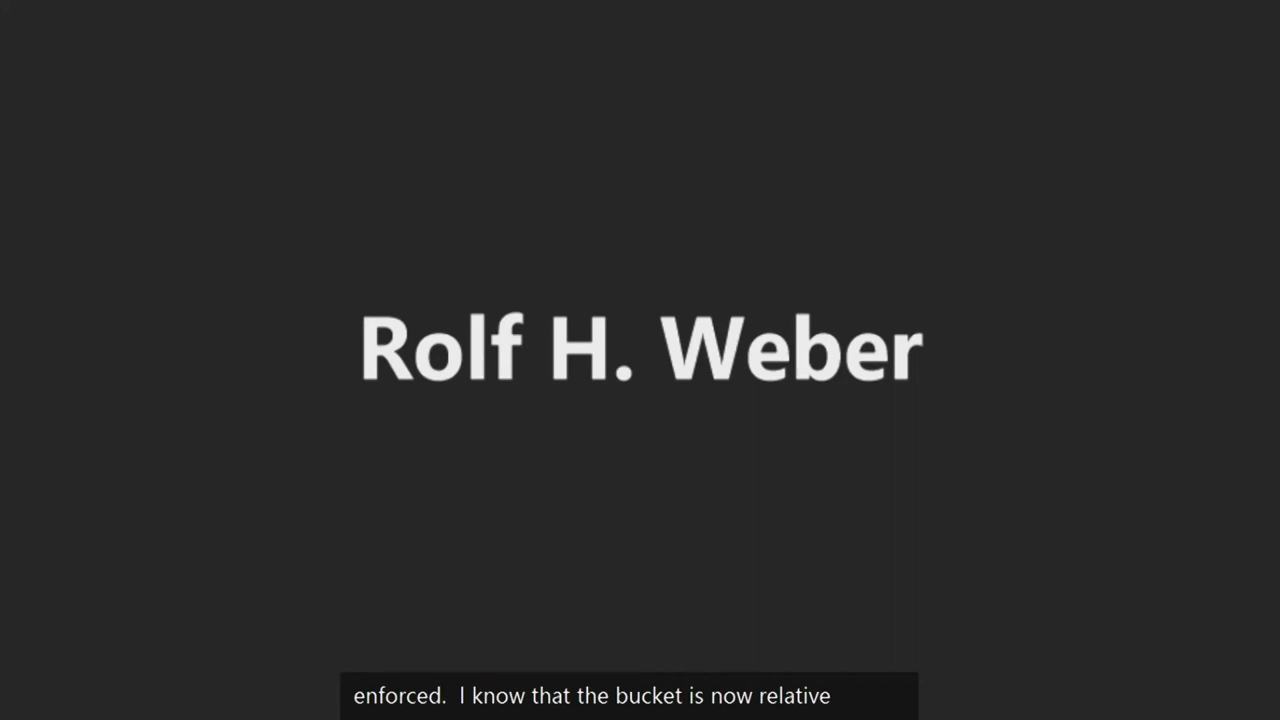 Rolf H. Weber
enforced.  I know that the bucket is now relative